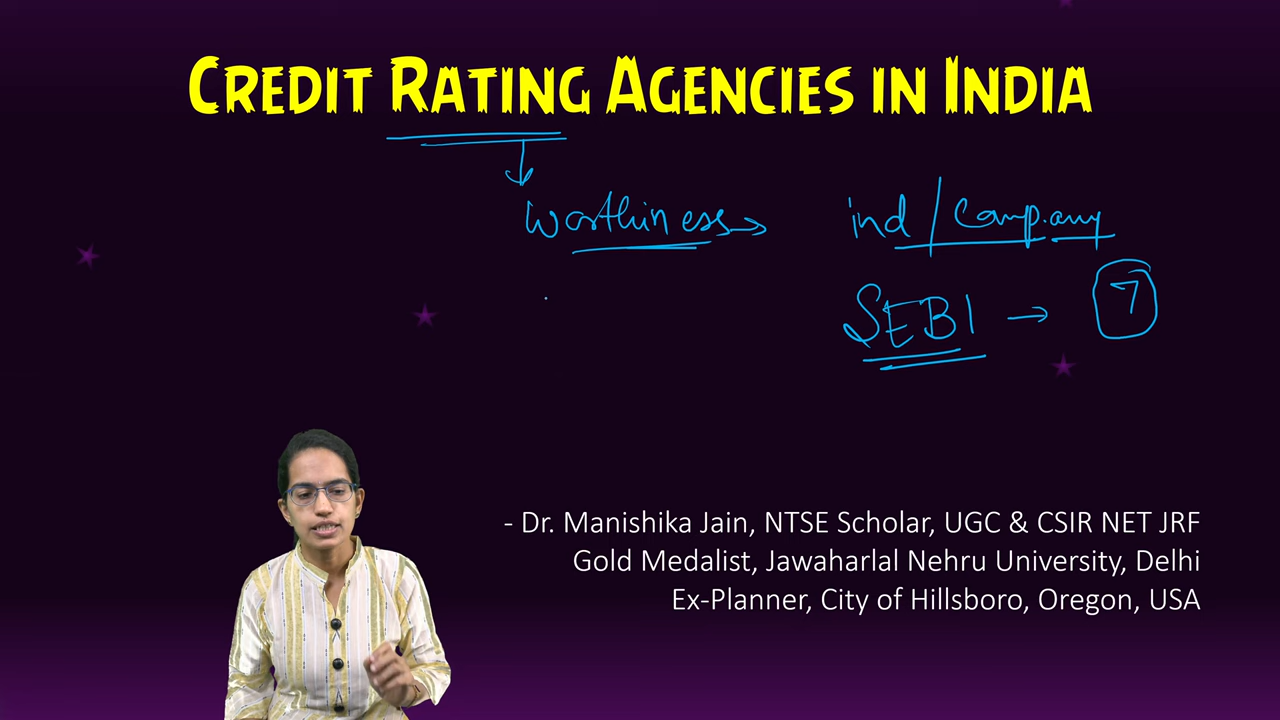 CREDIT RATING AGENCIES IN INDIA
Worthiness → ind / Company
SEBI → 7
- Dr. Manishika Jain, NTSE Scholar, UGC & CSIR NET JRF
Gold Medalist, Jawaharlal Nehru University, Delhi
Ex-Planner, City of Hillsboro, Oregon, USA